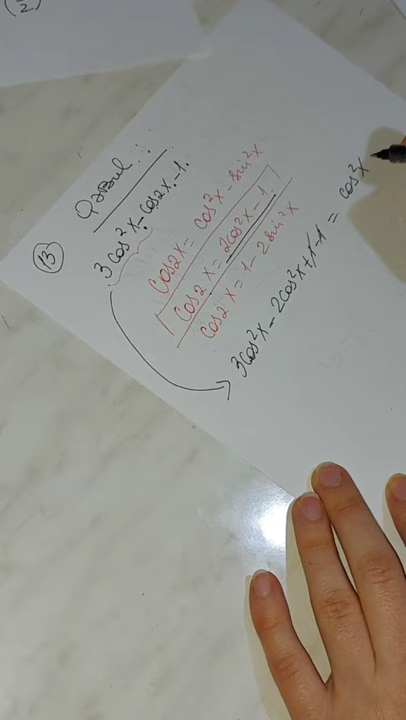 13
3cos²x - cos2x - 1.
cos2x = cos²x - sin²x
cos2x = 2cos²x - 1.
cos2x = 1 - 2sin²x
3cos²x - 2cos²x + 1 - 1 = cos²x